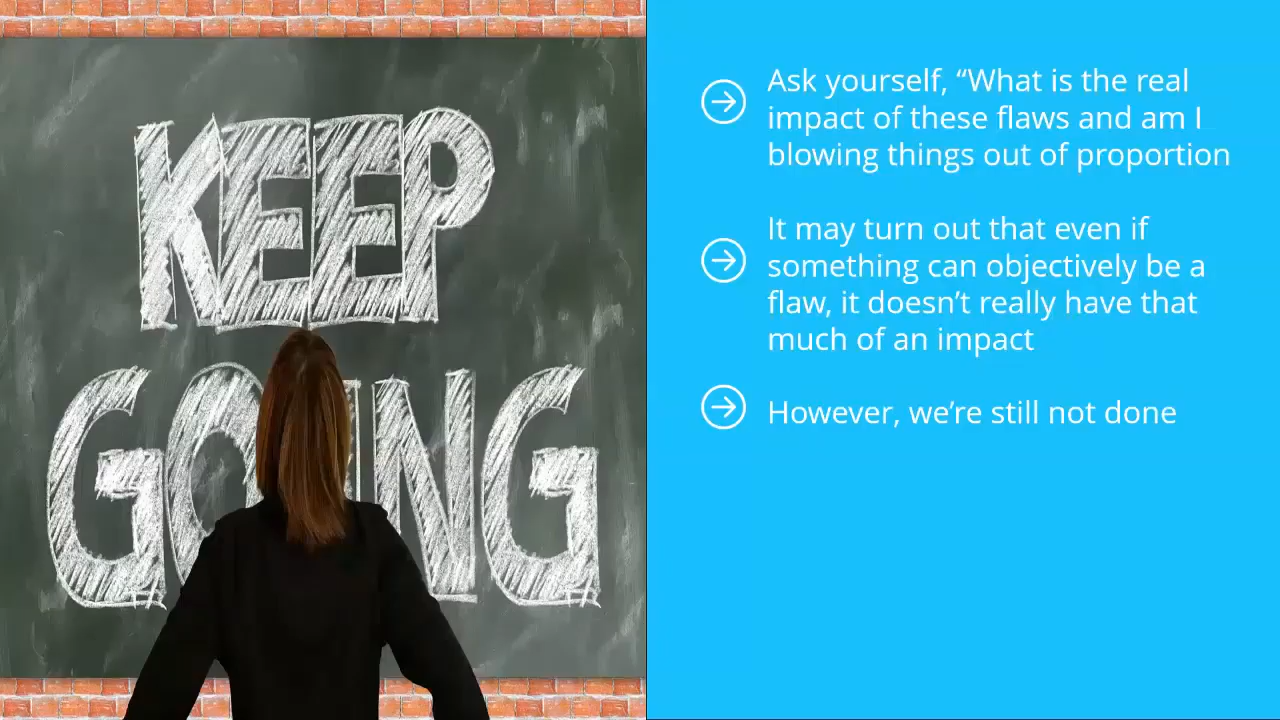 KEEP
GOING
Ask yourself, “What is the real
impact of these flaws and am I
blowing things out of proportion
It may turn out that even if
something can objectively be a
flaw, it doesn’t really have that
much of an impact
However, we’re still not done